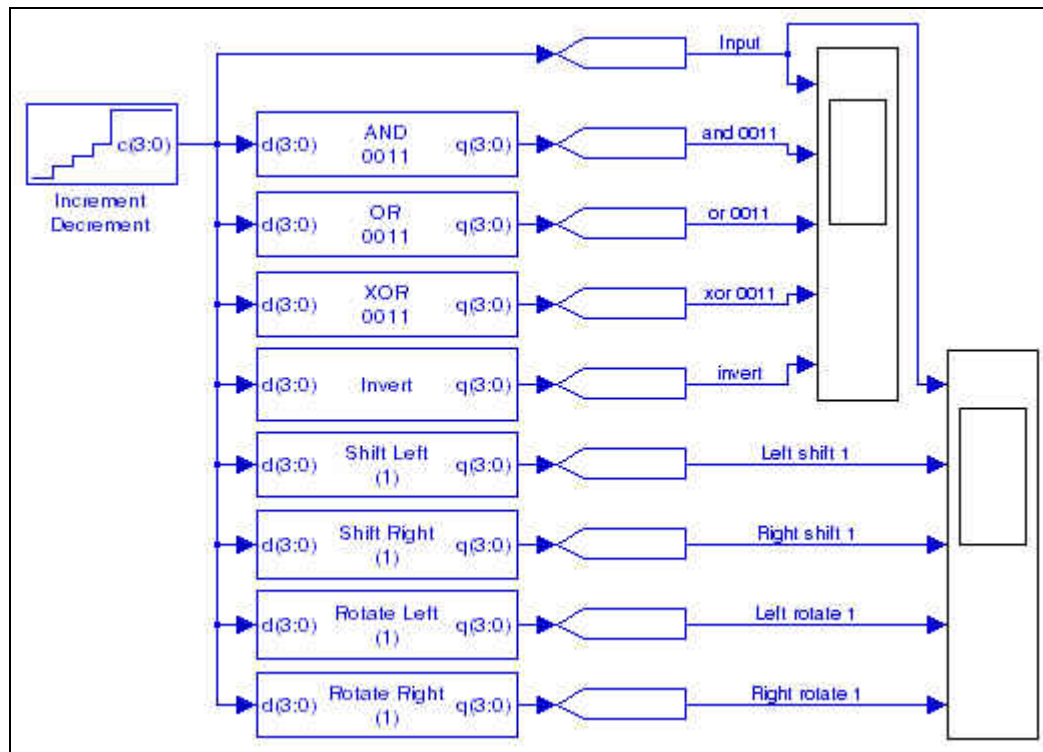 Input
c(3:0)
Increment
Decrement
d(3:0)
AND
0011
q(3:0)
and 0011
d(3:0)
OR
0011
q(3:0)
or 0011
d(3:0)
XOR
0011
q(3:0)
xor 0011
d(3:0)
Invert
q(3:0)
invert
d(3:0)
Shift Left
(1)
q(3:0)
Left shift 1
d(3:0)
Shift Right
(1)
q(3:0)
Right shift 1
d(3:0)
Rotate Left
(1)
q(3:0)
Left rotate 1
d(3:0)
Rotate Right
(1)
q(3:0)
Right rotate 1